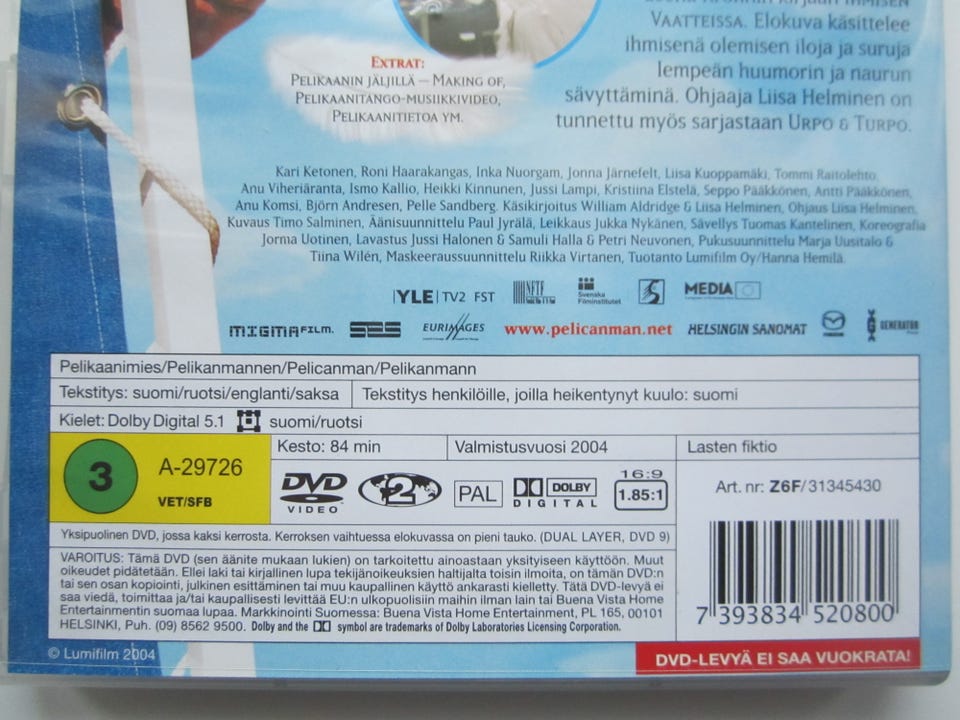 Leena Krohnin kirjaan Ihmisen
Vaatteissa. Elokuva käsittelee
ihmisenä olemisen iloja ja suruja
lempeän huumorin ja naurun
sävyttäminä. Ohjaaja Liisa Helminen on
tunnettu myös sarjastaan Urpo & Turpo.
Extrat:
Pelikaanin jäljillä – Making of,
Pelikaanitango-musiikkivideo,
Pelikaanitietoa ym.
Kari Ketonen, Roni Haarakangas, Inka Nuorgam, Jonna Järnefelt, Liisa Kuoppamäki, Tommi Raitolehto,
Anu Viheriäranta, Ismo Kallio, Heikki Kinnunen, Jussi Lampi, Kristiina Elstelä, Seppo Pääkkönen, Antti Pääkkönen,
Anu Komsi, Björn Andresen, Pelle Sandberg. Käsikirjoitus William Aldridge & Liisa Helminen, Ohjaus Liisa Helminen,
Kuvaus Timo Salminen, Äänisuunnittelu Paul Jyrälä, Leikkaus Jukka Nykänen, Sävellys Tuomas Kantelinen, Koreografia
Jorma Uotinen, Lavastus Jussi Halonen & Samuli Halla & Petri Neuvonen, Pukusuunnittelu Marja Uusitalo &
Tiina Wilén, Maskeeraussuunnittelu Riikka Virtanen, Tuotanto Lumifilm Oy/Hanna Hemilä.
YLE TV2 FST NFTF Svenska Filminstitutet MEDIA
MIGMA FILM. SES EURIMAGES www.pelicanman.net HELSINGIN SANOMAT mazda GENERATOR
Pelikaanimies/Pelikanmannen/Pelicanman/Pelikanmann
Tekstitys: suomi/ruotsi/englanti/saksa Tekstitys henkilöille, joilla heikentynyt kuulo: suomi
Kielet: Dolby Digital 5.1 suomi/ruotsi
3 A-29726
VET/SFB
Kesto: 84 min Valmistusvuosi 2004 Lasten fiktio
DVD VIDEO 2 PAL DOLBY DIGITAL 16:9 1.85:1
Art. nr: Z6F/31345430
Yksipuolinen DVD, jossa kaksi kerrosta. Kerroksen vaihtuessa elokuvassa on pieni tauko. (DUAL LAYER, DVD 9)
VAROITUS: Tämä DVD (sen äänite mukaan lukien) on tarkoitettu ainoastaan yksityiseen käyttöön. Muut
oikeudet pidätetään. Ellei laki tai kirjallinen lupa tekijänoikeuksien haltijalta toisin ilmoita, on tämän DVD:n
tai sen osan kopiointi, julkinen esittäminen tai muu kaupallinen käyttö ankarasti kielletty. Tätä DVD-levyä ei
saa viedä, toimittaa ja/tai kaupallisesti levittää EU:n ulkopuolisiin maihin ilman lain tai Buena Vista Home
Entertainmentin suomaa lupaa. Markkinointi Suomessa: Buena Vista Home Entertainment, PL 165, 00101
HELSINKI, Puh. (09) 8562 9500. Dolby and the DD symbol are trademarks of Dolby Laboratories Licensing Corporation.
7 393834 520800
© Lumifilm 2004
DVD-LEVYÄ EI SAA VUOKRATA!